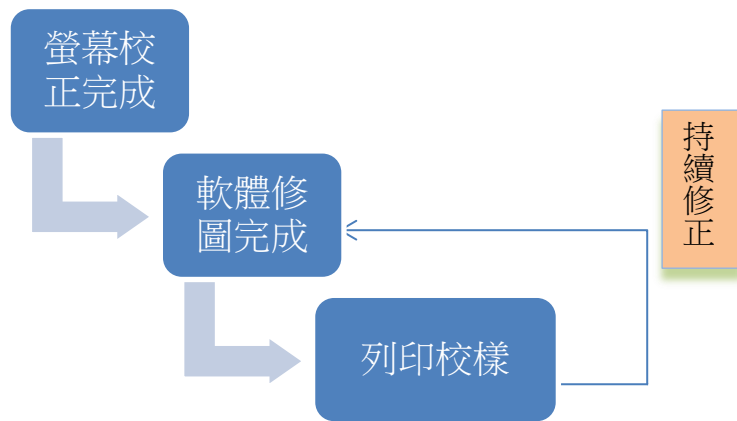 螢幕校
正完成
軟體修
圖完成
持續修正
列印校樣